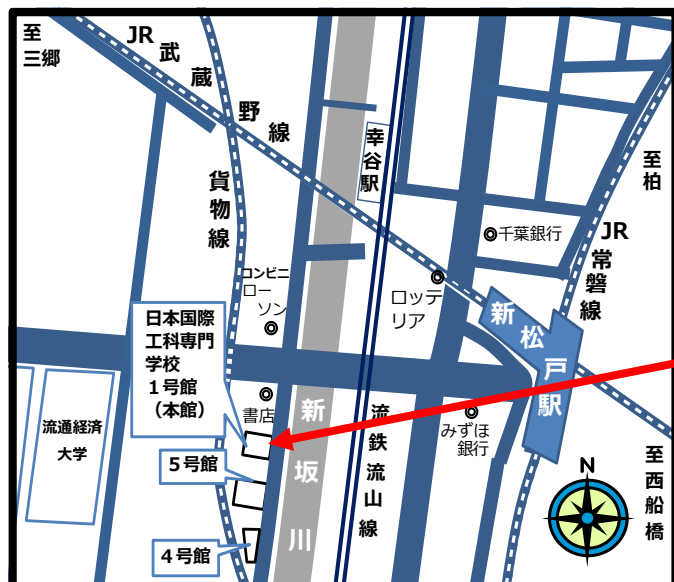 至
三郷
JR武蔵野線
貨物線
幸谷駅
至柏
JR常磐線
千葉銀行
コンビニ
ロー
ソン
ロッテ
リア
新松戸駅
日本国際
工科専門
学校
1号館
（本館）
書店
新坂川
流鉄流山線
みずほ
銀行
流通経済
大学
5号館
4号館
至西船橋
N